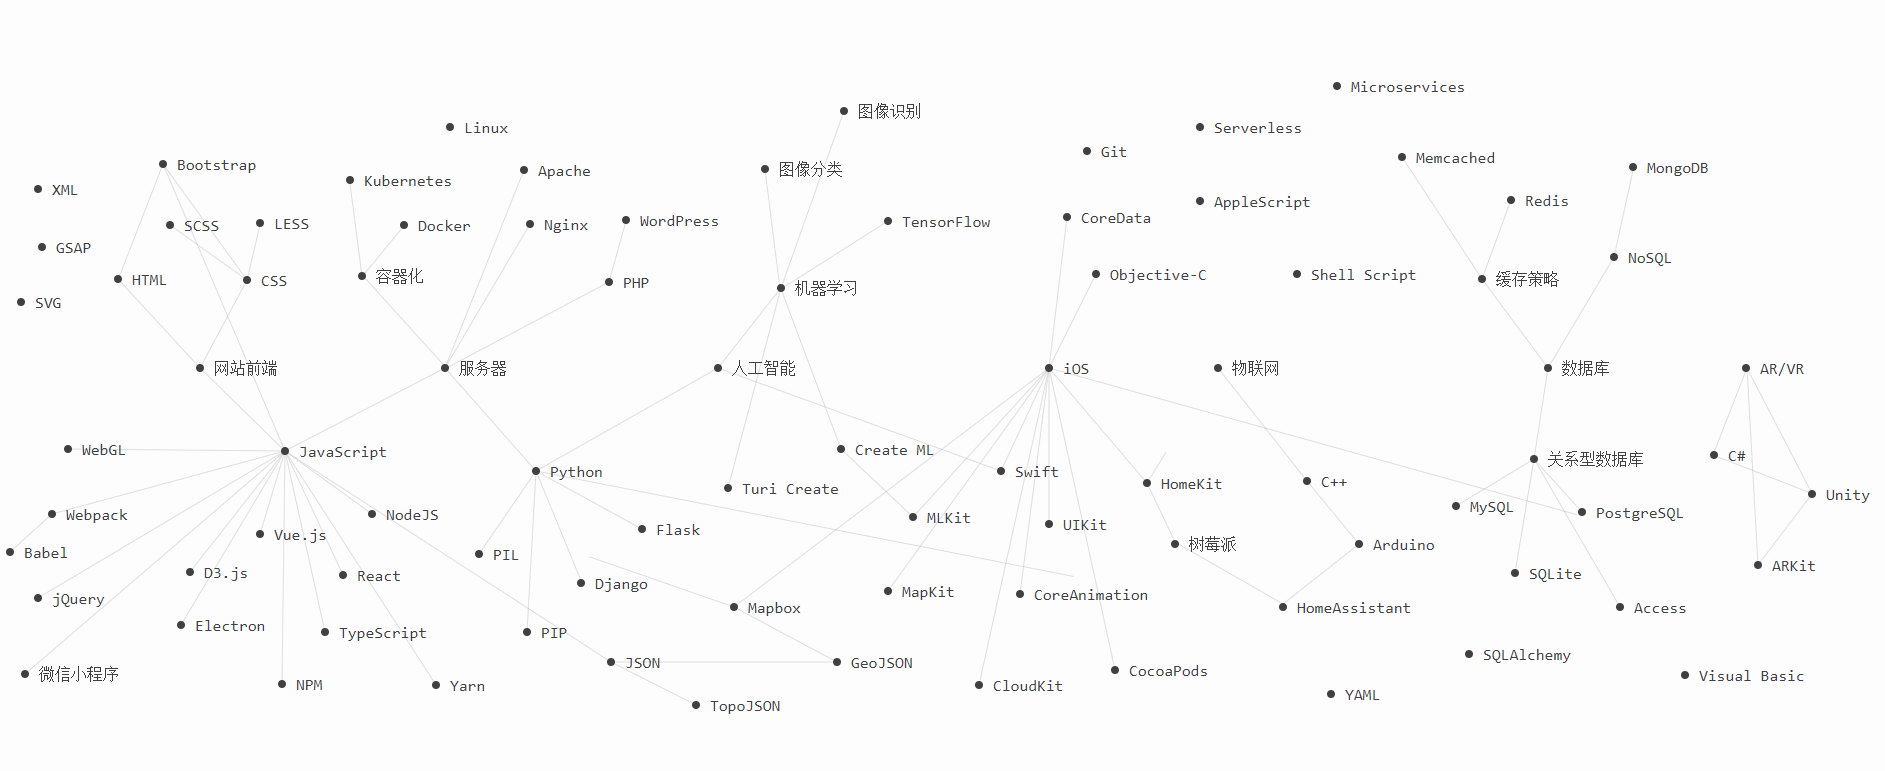 Microservices
图像识别
Linux
Serverless
Git
Memcached
Bootstrap
图像分类
MongoDB
Apache
Kubernetes
XML
Redis
AppleScript
CoreData
WordPress
TensorFlow
LESS
SCSS
Docker
Nginx
GSAP
NoSQL
Objective-C
Shell Script
容器化
HTML
CSS
缓存策略
PHP
机器学习
SVG
网站前端
服务器
人工智能
iOS
物联网
数据库
AR/VR
WebGL
JavaScript
Create ML
C#
关系型数据库
Python
Swift
C++
HomeKit
Turi Create
Unity
MySQL
PostgreSQL
Webpack
NodeJS
MLKit
UIKit
Flask
Vue.js
树莓派
Arduino
Babel
PIL
ARKit
D3.js
React
SQLite
Django
MapKit
CoreAnimation
jQuery
Mapbox
HomeAssistant
Access
Electron
TypeScript
PIP
SQLAlchemy
JSON
GeoJSON
CocoaPods
微信小程序
Visual Basic
NPM
Yarn
CloudKit
YAML
TopoJSON